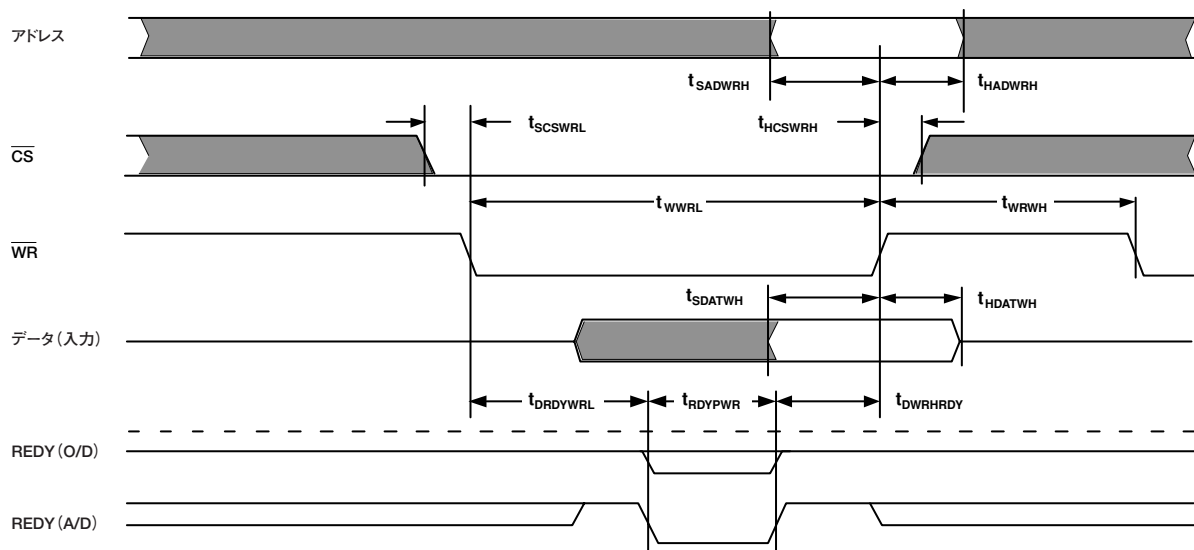 アドレス
tSADWRH
tHADWRH
tSCSWRL
tHCSWRH
CS
tWWRL
tWRWH
WR
tSDATWH
tHDATWH
データ(入力)
tDRDYWRL
tRDYPWR
tDWRHRDY
REDY(O/D)
REDY(A/D)